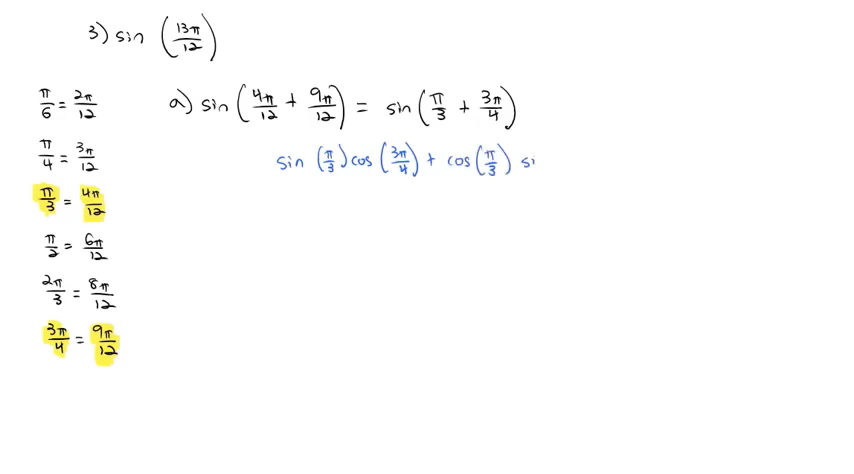 3) sin (13π/12)
π/6 = 2π/12
a) sin(4π/12 + 9π/12) = sin(π/3 + 3π/4)
π/4 = 3π/12
sin(π/3)cos(3π/4) + cos(π/3) si
π/3 = 4π/12
π/2 = 6π/12
2π/3 = 8π/12
3π/4 = 9π/12